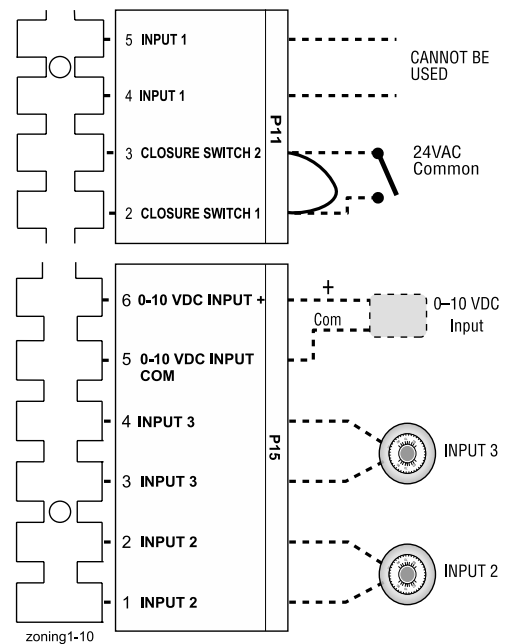 5 INPUT 1
4 INPUT 1
3 CLOSURE SWITCH 2
2 CLOSURE SWITCH 1
P11
CANNOT BE
USED
24VAC
Common
6 0-10 VDC INPUT +
5 0-10 VDC INPUT
COM
4 INPUT 3
3 INPUT 3
2 INPUT 2
1 INPUT 2
P15
+
Com
0–10 VDC
Input
INPUT 3
INPUT 2
zoning1-10